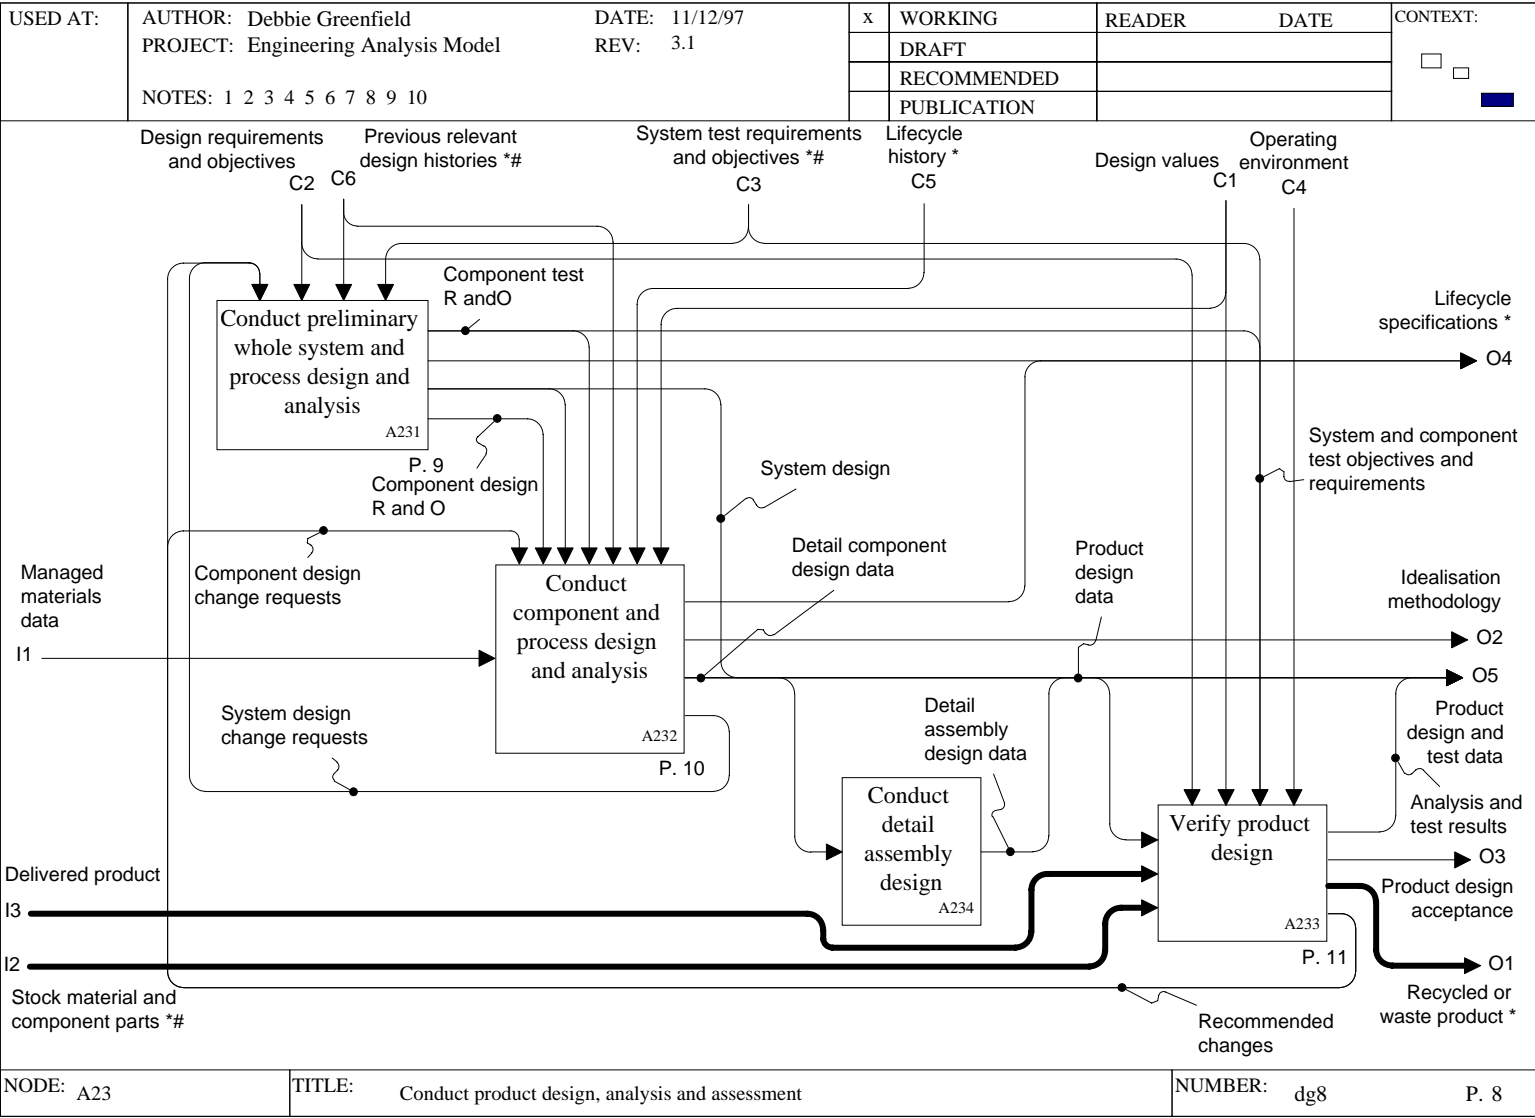 USED AT:
AUTHOR: Debbie Greenfield
DATE: 11/12/97
PROJECT: Engineering Analysis Model
REV: 3.1
NOTES: 1 2 3 4 5 6 7 8 9 10
x WORKING
DRAFT
RECOMMENDED
PUBLICATION
READER DATE
CONTEXT:
Design requirements
and objectives
C2
Previous relevant
design histories *#
C6
System test requirements
and objectives *#
C3
Lifecycle
history *
C5
Design values
C1
Operating
environment
C4
Component test
R andO
Conduct preliminary
whole system and
process design and
analysis
A231
P. 9
Component design
R and O
Lifecycle
specifications *
O4
System and component
test objectives and
requirements
System design
Detail component
design data
Product
design
data
Component design
change requests
Managed
materials
data
I1
Conduct
component and
process design
and analysis
A232
P. 10
Idealisation
methodology
O2
O5
Product
design and
test data
System design
change requests
Detail
assembly
design data
Conduct
detail
assembly
design
A234
Verify product
design
A233
P. 11
Analysis and
test results
O3
Product design
acceptance
Delivered product
I3
I2
Stock material and
component parts *#
O1
Recycled or
waste product *
Recommended
changes
NODE: A23
TITLE: Conduct product design, analysis and assessment
NUMBER: dg8 P. 8